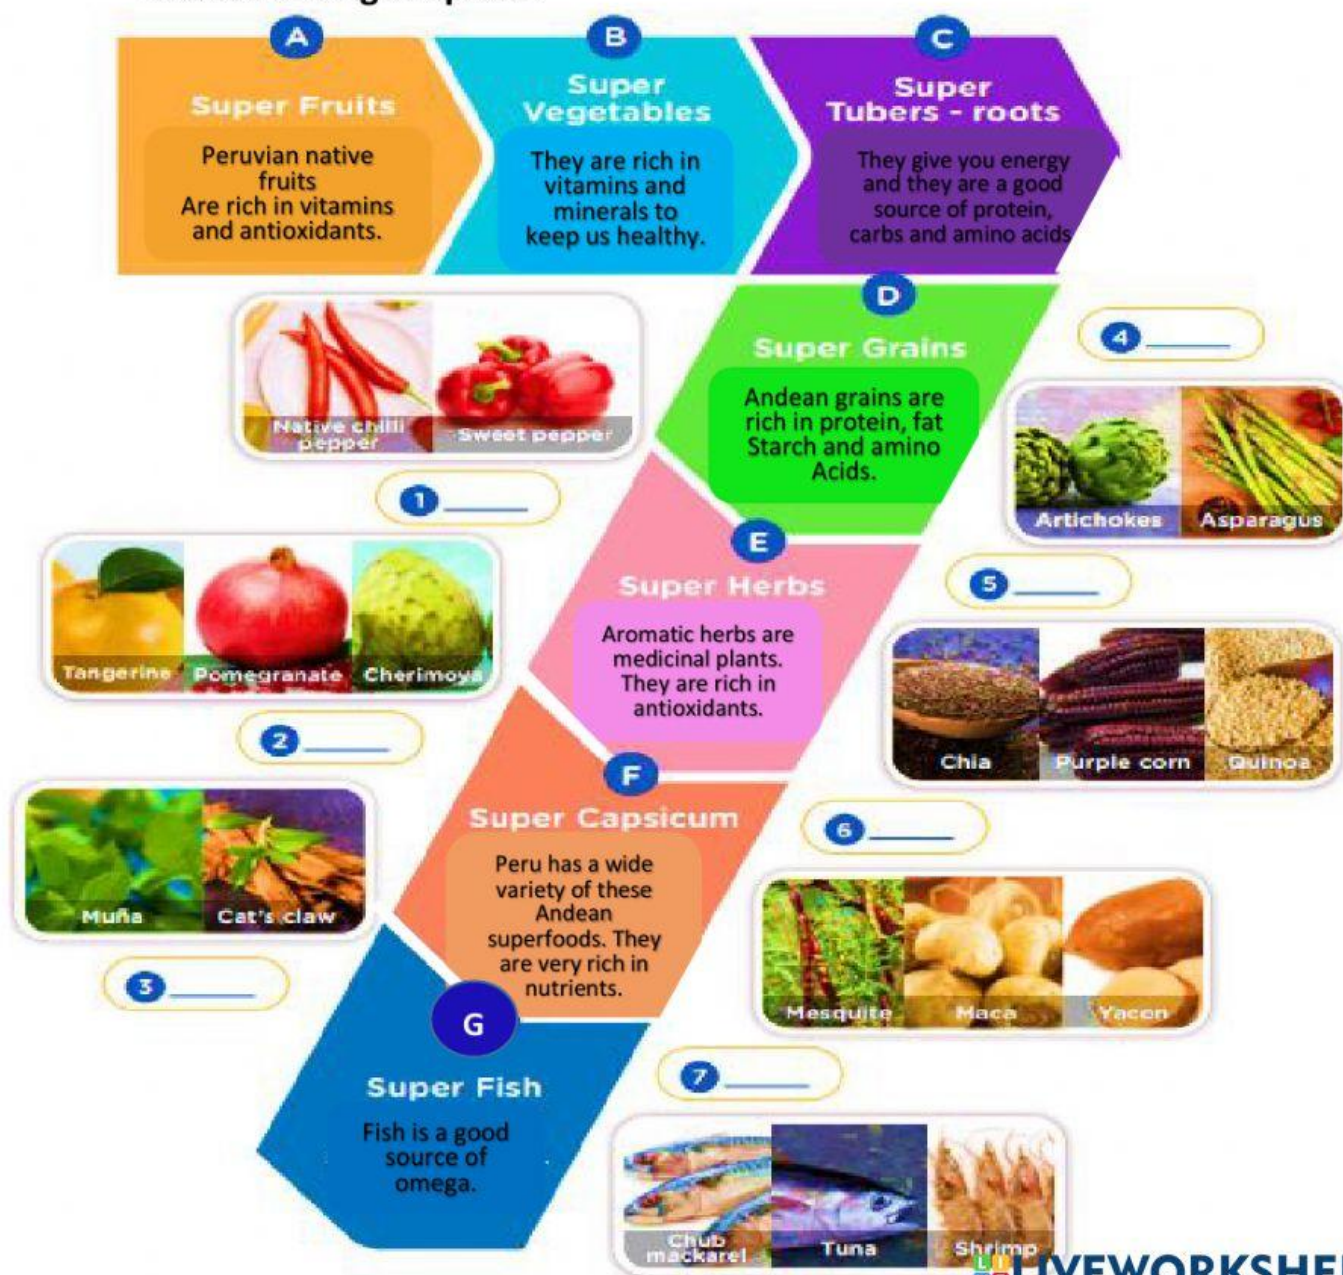 A
Super Fruits
Peruvian native
fruits
Are rich in vitamins
and antioxidants.
B
Super
Vegetables
They are rich in
vitamins and
minerals to
keep us healthy.
C
Super
Tubers - roots
They give you energy
and they are a good
source of protein,
carbs and amino acids
D
Super Grains
Andean grains are
rich in protein, fat
Starch and amino
Acids.
Native chilli
pepper
Sweet pepper
1
4
Artichokes
Asparagus
E
Super Herbs
Aromatic herbs are
medicinal plants.
They are rich in
antioxidants.
Tangerine
Pomegranate
Cherimoya
2
5
Chia
Purple corn
Quinoa
F
Super Capsicum
Peru has a wide
variety of these
Andean
superfoods. They
are very rich in
nutrients.
Muña
Cat's claw
3
6
Mesquite
Maca
Yacon
G
Super Fish
Fish is a good
source of
omega.
7
Chub
mackarel
Tuna
Shrimp